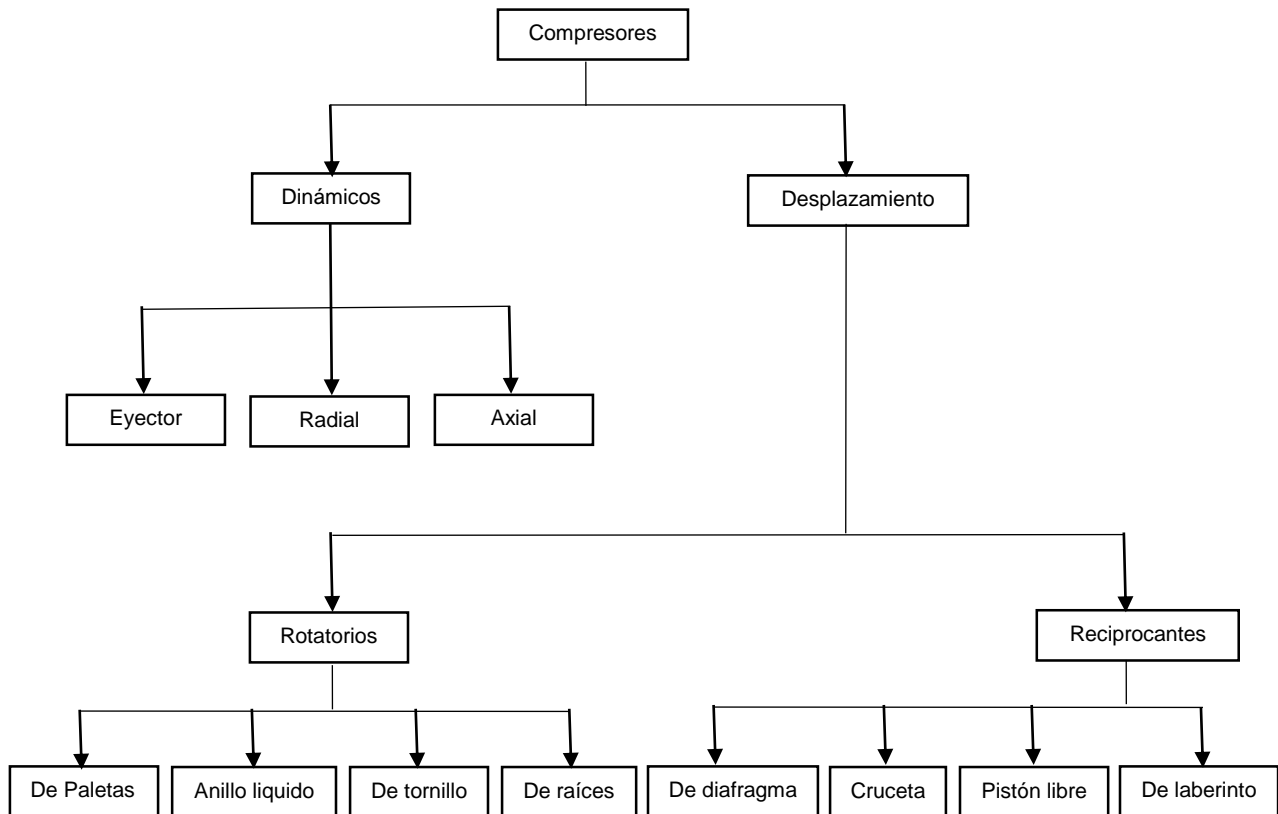 Compresores
Dinámicos
Desplazamiento
Eyector
Radial
Axial
Rotatorios
Reciprocantes
De Paletas
Anillo liquido
De tornillo
De raíces
De diafragma
Cruceta
Pistón libre
De laberinto